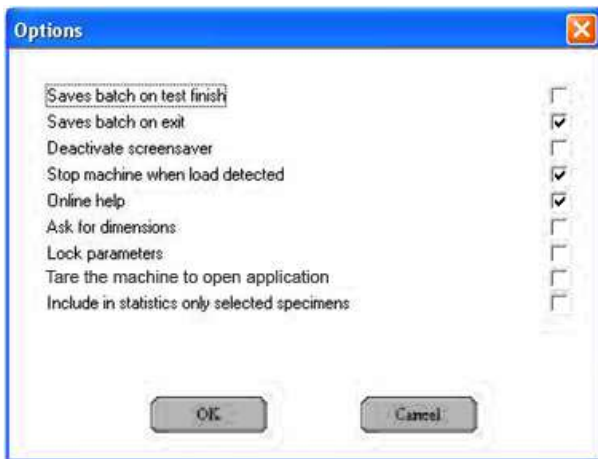 Options
Saves batch on test finish
Saves batch on exit
Deactivate screensaver
Stop machine when load detected
Online help
Ask for dimensions
Lock parameters
Tare the machine to open application
Include in statistics only selected specimens
OK Cancel